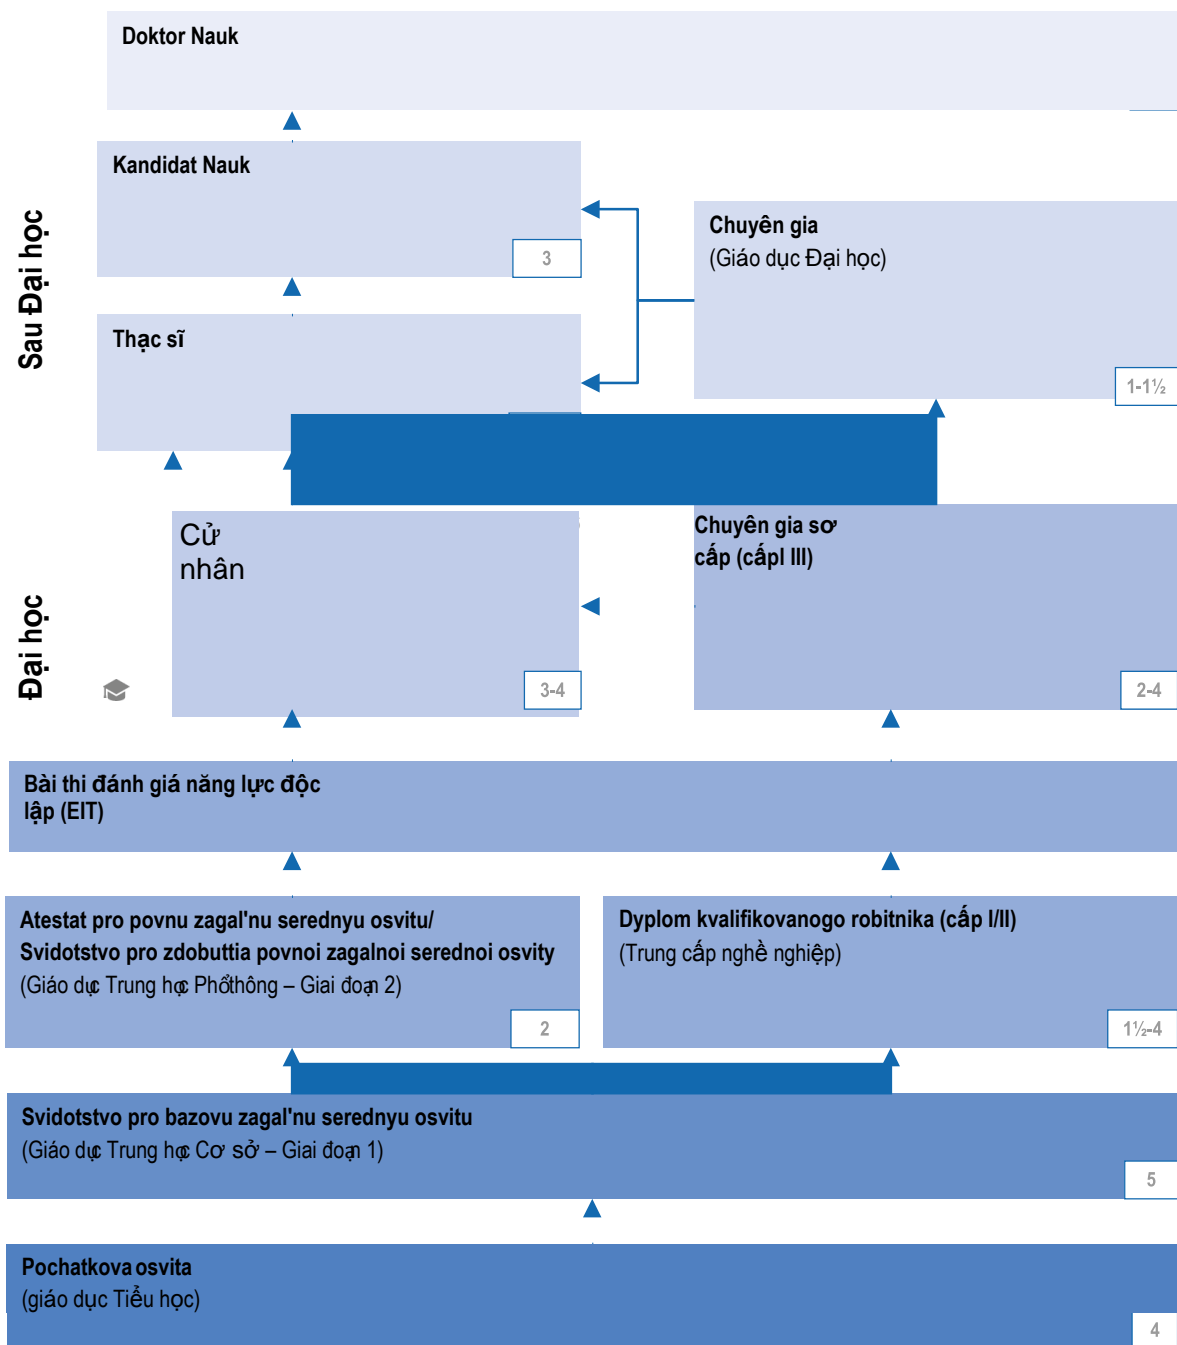 Doktor Nauk
Kandidat Nauk
3
Sau Đại học
Chuyên gia
(Giáo dục Đại học)
1-1½
Thạc sĩ
Cử
nhân
3-4
Đại học
Chuyên gia sơ
cấp (cấpI III)
2-4
Bài thi đánh giá năng lực độc
lập (EIT)
Atestat pro povnu zagal'nu serednyu osvitu/
Svidotstvo pro zdobuttia povnoi zagalnoi serednoi osvity
(Giáo dục Trung học Phổthông – Giai đoạn 2)
2
Dyplom kvalifikovanogo robitnika (cấp I/II)
(Trung cấp nghề nghiệp)
1½-4
Svidotstvo pro bazovu zagal'nu serednyu osvitu
(Giáo dục Trung học Cơ sở – Giai đoạn 1)
5
Pochatkova osvita
(giáo dục Tiểu học)
4